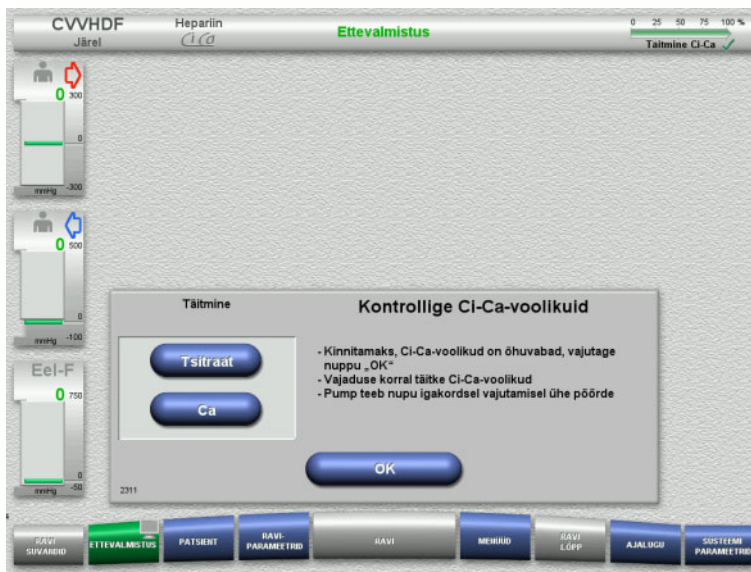 CVVHDF
Järel
Hepariin
Ci Ca
Ettevalmistus
0 25 50 75 100 %
Täitmine Ci-Ca
0
300
0
-300
mmHg
0
500
0
-100
mmHg
Eel-F
0
750
0
-50
mmHg
Täitmine
Tsitraat
Ca
Kontrollige Ci-Ca-voolikuid
- Kinnitamaks, Ci-Ca-voolikud on õhuvabad, vajutage
nuppu „OK“
- Vajaduse korral täitke Ci-Ca-voolikud
- Pump teeb nupu igakordsel vajutamisel ühe pöörde
OK
2311
RAVI
SUVANDID
ETTEVALMISTUS
PATSIENT
RAVI-
PARAMEETRID
RAVI
MENÜÜD
RAVI
LÕPP
AJALUGU
SÜSTEEMI
PARAMEETRID